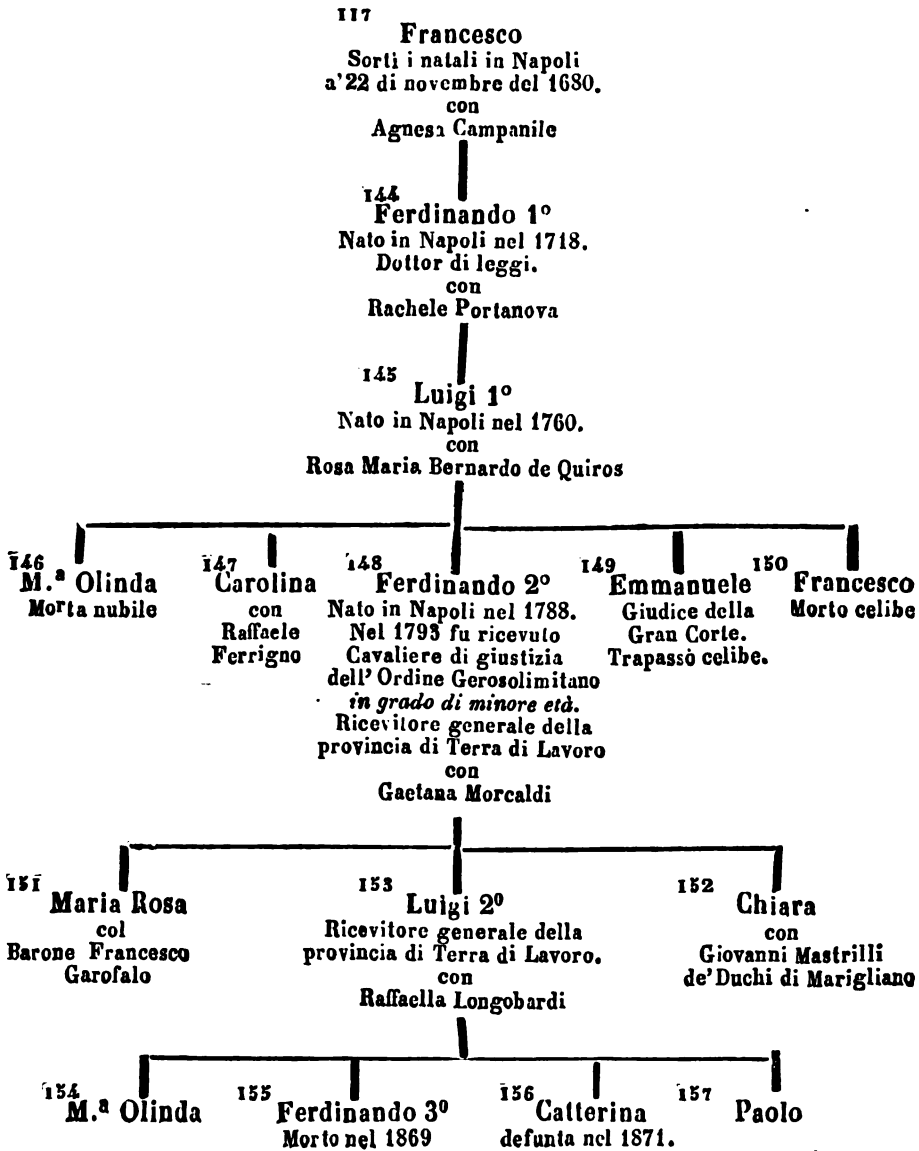 117
Francesco
Sortì i natali in Napoli
a'22 di novembre del 1680.
con
Agnesa Campanile
144
Ferdinando 1º
Nato in Napoli nel 1718.
Dottor di leggi.
con
Rachele Portanova
145
Luigi 1º
Nato in Napoli nel 1760.
con
Rosa Maria Bernardo de Quiros
146
M.ª Olinda
Morta nubile
147
Carolina
con
Raffaele
Ferrigno
148
Ferdinando 2º
Nato in Napoli nel 1788.
Nel 1793 fu ricevuto
Cavaliere di giustizia
dell'Ordine Gerosolimitano
in grado di minore età.
Ricevitore generale della
provincia di Terra di Lavoro
con
Gaetana Morcaldi
149
Emmanuele
Giudice della
Gran Corte.
Trapassò celibe.
150
Francesco
Morto celibe
151
Maria Rosa
col
Barone Francesco
Garofalo
153
Luigi 2º
Ricevitore generale della
provincia di Terra di Lavoro.
con
Raffaella Longobardi
152
Chiara
con
Giovanni Mastrilli
de'Duchi di Marigliano
154
M.ª Olinda
155
Ferdinando 3º
Morto nel 1869
156
Catterina
defunta nel 1871.
157
Paolo